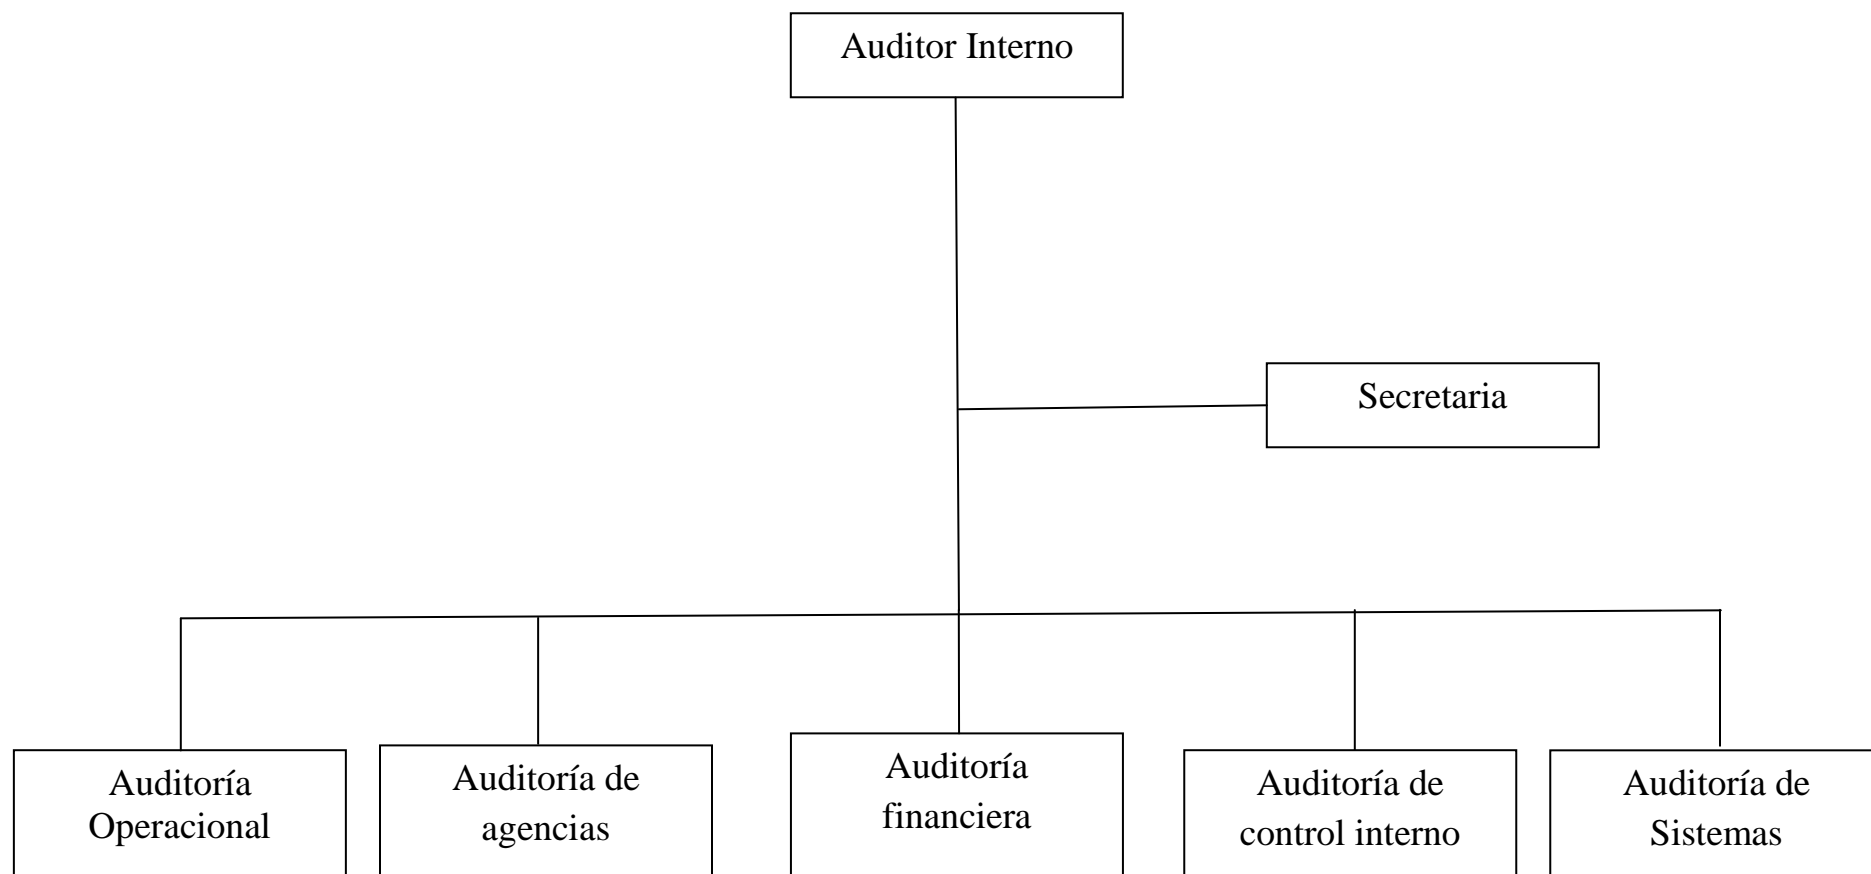 Auditor Interno
Secretaria
Auditoría
Operacional
Auditoría de
agencias
Auditoría
financiera
Auditoría de
control interno
Auditoría de
Sistemas